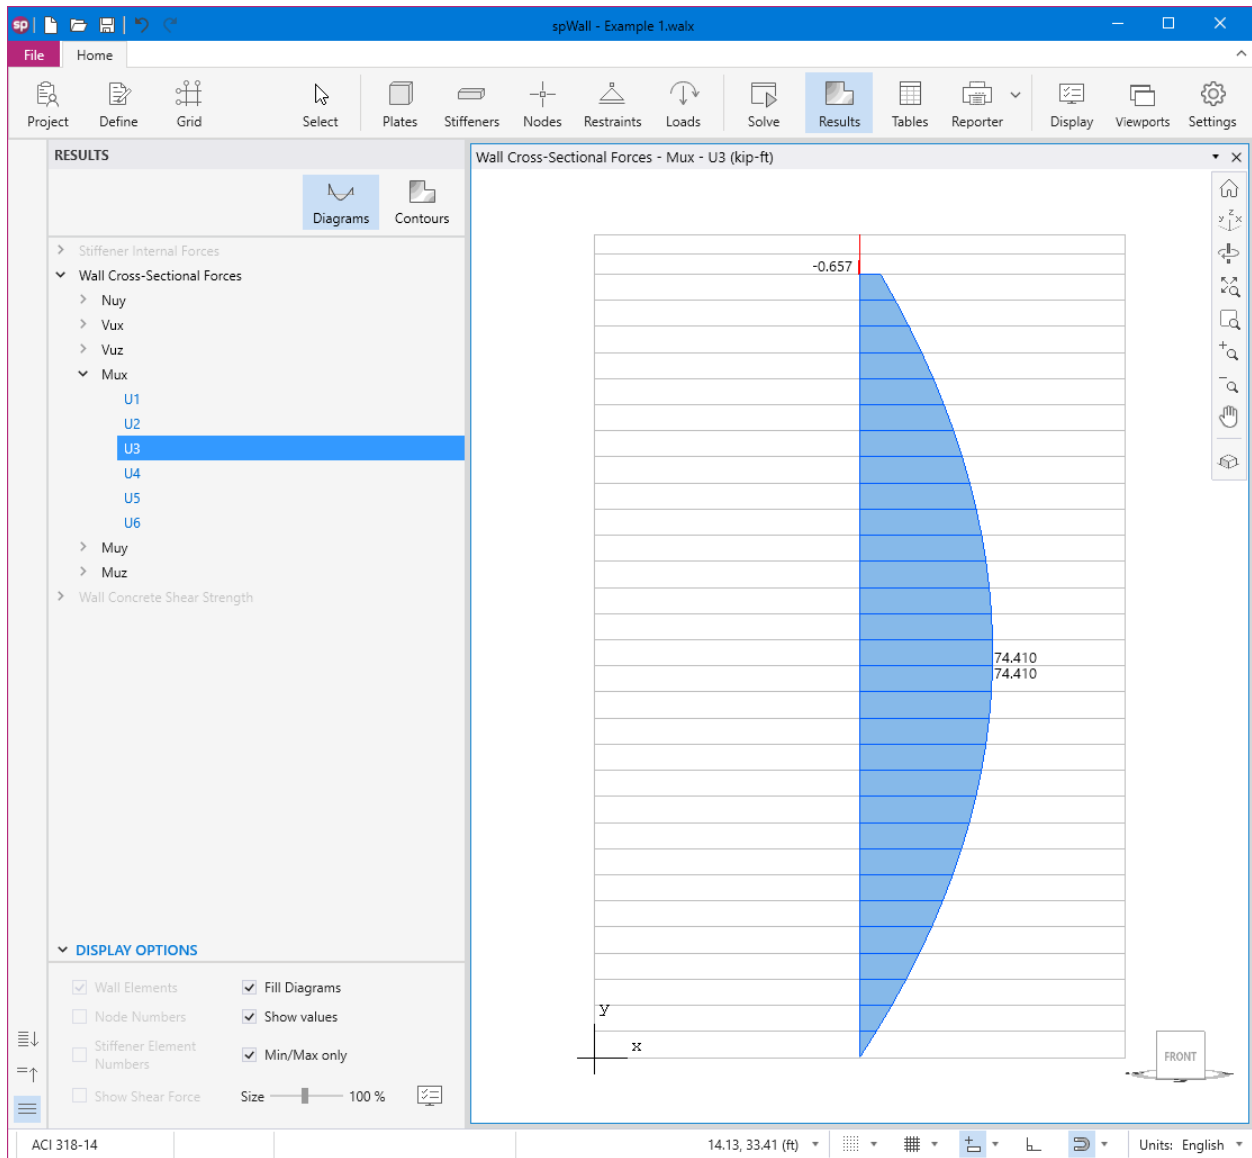 sp
spWall - Example 1.walx
File Home
Project Define Grid Select Plates Stiffeners Nodes Restraints Loads Solve Results Tables Reporter Display Viewports Settings
RESULTS
Wall Cross-Sectional Forces - Mux - U3 (kip-ft)
Diagrams Contours
Stiffener Internal Forces
Wall Cross-Sectional Forces
Nuy
Vux
Vuz
Mux
U1
U2
U3
U4
U5
U6
Muy
Muz
Wall Concrete Shear Strength
-0.657
74.410
74.410
y
x
y z x
FRONT
DISPLAY OPTIONS
Wall Elements Fill Diagrams
Node Numbers Show values
Stiffener Element
Numbers
Min/Max only
Show Shear Force Size 100 %
ACI 318-14 14.13, 33.41 (ft) Units: English